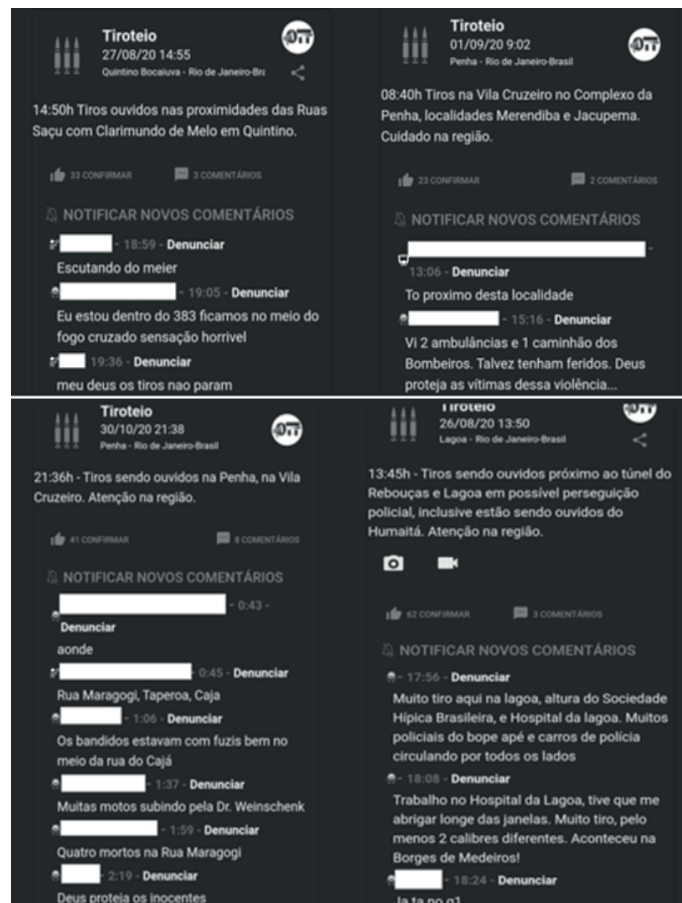 Tiroteio
27/08/20 14:55
Quintino Bocaiuva - Rio de Janeiro-Bra
OTT
14:50h Tiros ouvidos nas proximidades das Ruas
Saçu com Clarimundo de Melo em Quintino.
33 CONFIRMAR 3 COMENTÁRIOS
NOTIFICAR NOVOS COMENTÁRIOS
- 18:59 - Denunciar
Escutando do meier
- 19:05 - Denunciar
Eu estou dentro do 383 ficamos no meio do
fogo cruzado sensação horrivel
19:36 - Denunciar
meu deus os tiros nao param
Tiroteio
01/09/20 9:02
Penha - Rio de Janeiro-Brasil
OTT
08:40h Tiros na Vila Cruzeiro no Complexo da
Penha, localidades Merendiba e Jacupema.
Cuidado na região.
23 CONFIRMAR 2 COMENTÁRIOS
NOTIFICAR NOVOS COMENTÁRIOS
-
13:06 - Denunciar
To proximo desta localidade
- 15:16 - Denunciar
Vi 2 ambulâncias e 1 caminhão dos
Bombeiros. Talvez tenham feridos. Deus
proteja as vítimas dessa violência...
Tiroteio
30/10/20 21:38
Penha - Rio de Janeiro-Brasil
OTT
21:36h - Tiros sendo ouvidos na Penha, na Vila
Cruzeiro. Atenção na região.
41 CONFIRMAR 8 COMENTÁRIOS
NOTIFICAR NOVOS COMENTÁRIOS
- 0:43 -
Denunciar
aonde
- 0:45 - Denunciar
Rua Maragogi, Taperoa, Caja
- 1:06 - Denunciar
Os bandidos estavam com fuzis bem no
meio da rua do Cajá
- 1:37 - Denunciar
Muitas motos subindo pela Dr. Weinschenk
- 1:59 - Denunciar
Quatro mortos na Rua Maragogi
- 2:19 - Denunciar
Deus proteja os inocentes
Tiroteio
26/08/20 13:50
Lagoa - Rio de Janeiro-Brasil
OTT
13:45h - Tiros sendo ouvidos próximo ao túnel do
Rebouças e Lagoa em possível perseguição
policial, inclusive estão sendo ouvidos do
Humaitá. Atenção na região.
62 CONFIRMAR 3 COMENTÁRIOS
NOTIFICAR NOVOS COMENTÁRIOS
- 17:56 - Denunciar
Muito tiro aqui na lagoa, altura do Sociedade
Hípica Brasileira, e Hospital da lagoa. Muitos
policiais do bope apé e carros de polícia
circulando por todos os lados
- 18:08 - Denunciar
Trabalho no Hospital da Lagoa, tive que me
abrigar longe das janelas. Muito tiro, pelo
menos 2 calibres diferentes. Aconteceu na
Borges de Medeiros!
- 18:24 - Denunciar
Ja ta no g1